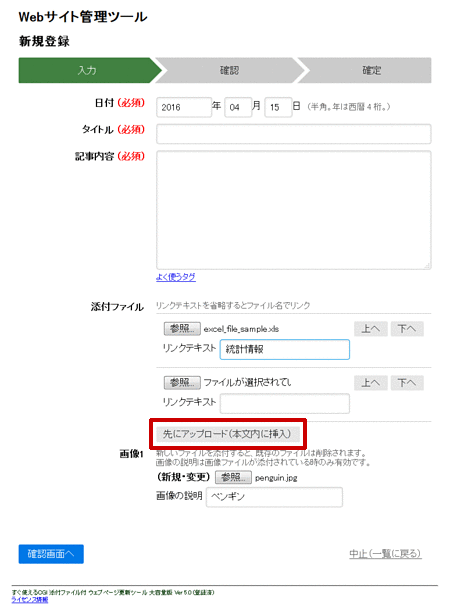 Webサイト管理ツール
新規登録
入力 確認 確定
日付 (必須) 2016 年 04 月 15 日 (半角。年は西暦4桁。)
タイトル (必須)
記事内容 (必須)
よく使うタグ
添付ファイル リンクテキストを省略するとファイル名でリンク
参照... excel_file_sample.xls 上へ 下へ
リンクテキスト 統計情報
参照... ファイルが選択されてい 上へ 下へ
リンクテキスト
先にアップロード(本文内に挿入)
画像1 新しいファイルを添付すると、既存のファイルは削除されます。
画像の説明は画像ファイルが添付されている時のみ有効です。
(新規・変更) 参照... penguin.jpg
画像の説明 ペンギン
確認画面へ 中止(一覧に戻る)
すぐ使えるCGI 添付ファイル付 ウェブページ更新ツール 大容量版 Ver 5.0 (登録済)
ライセンス情報